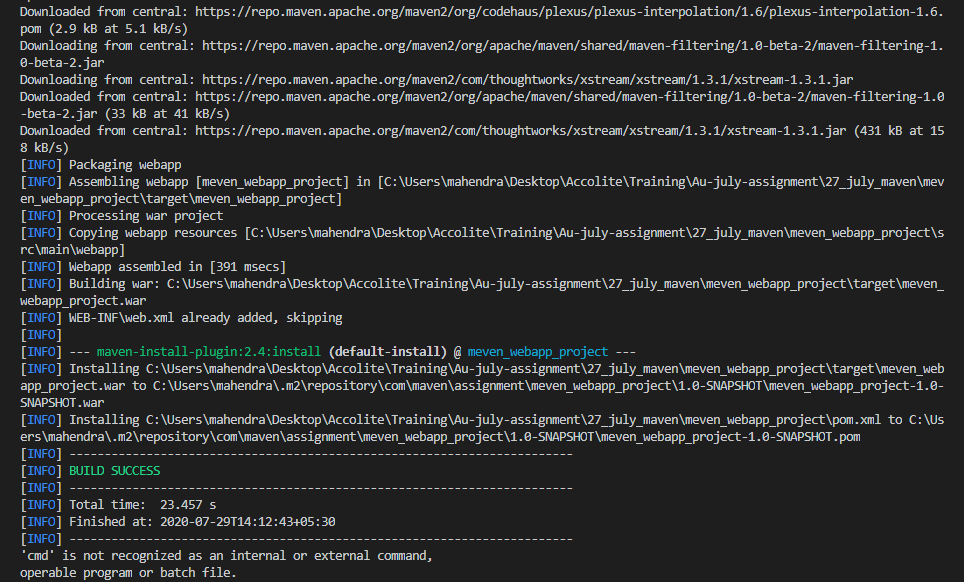 Downloaded from central: https://repo.maven.apache.org/maven2/org/codehaus/plexus/plexus-interpolation/1.6/plexus-interpolation-1.6.
pom (2.9 kB at 5.1 kB/s)
Downloading from central: https://repo.maven.apache.org/maven2/org/apache/maven/shared/maven-filtering/1.0-beta-2/maven-filtering-1.
0-beta-2.jar
Downloading from central: https://repo.maven.apache.org/maven2/com/thoughtworks/xstream/xstream/1.3.1/xstream-1.3.1.jar
Downloaded from central: https://repo.maven.apache.org/maven2/org/apache/maven/shared/maven-filtering/1.0-beta-2/maven-filtering-1.0
-beta-2.jar (33 kB at 41 kB/s)
Downloaded from central: https://repo.maven.apache.org/maven2/com/thoughtworks/xstream/xstream/1.3.1/xstream-1.3.1.jar (431 kB at 15
8 kB/s)
[INFO] Packaging webapp
[INFO] Assembling webapp [meven_webapp_project] in [C:\Users\mahendra\Desktop\Accolite\Training\Au-july-assignment\27_july_maven\mev
en_webapp_project\target\meven_webapp_project]
[INFO] Processing war project
[INFO] Copying webapp resources [C:\Users\mahendra\Desktop\Accolite\Training\Au-july-assignment\27_july_maven\meven_webapp_project\s
rc\main\webapp]
[INFO] Webapp assembled in [391 msecs]
[INFO] Building war: C:\Users\mahendra\Desktop\Accolite\Training\Au-july-assignment\27_july_maven\meven_webapp_project\target\meven_
webapp_project.war
[INFO] WEB-INF\web.xml already added, skipping
[INFO]
[INFO] --- maven-install-plugin:2.4:install (default-install) @ meven_webapp_project ---
[INFO] Installing C:\Users\mahendra\Desktop\Accolite\Training\Au-july-assignment\27_july_maven\meven_webapp_project\target\meven_web
app_project.war to C:\Users\mahendra\.m2\repository\com\maven\assignment\meven_webapp_project\1.0-SNAPSHOT\meven_webapp_project-1.0-
SNAPSHOT.war
[INFO] Installing C:\Users\mahendra\Desktop\Accolite\Training\Au-july-assignment\27_july_maven\meven_webapp_project\pom.xml to C:\Us
ers\mahendra\.m2\repository\com\maven\assignment\meven_webapp_project\1.0-SNAPSHOT\meven_webapp_project-1.0-SNAPSHOT.pom
[INFO] ------------------------------------------------------------------------
[INFO] BUILD SUCCESS
[INFO] ------------------------------------------------------------------------
[INFO] Total time:  23.457 s
[INFO] Finished at: 2020-07-29T14:12:43+05:30
[INFO] ------------------------------------------------------------------------
'cmd' is not recognized as an internal or external command,
operable program or batch file.